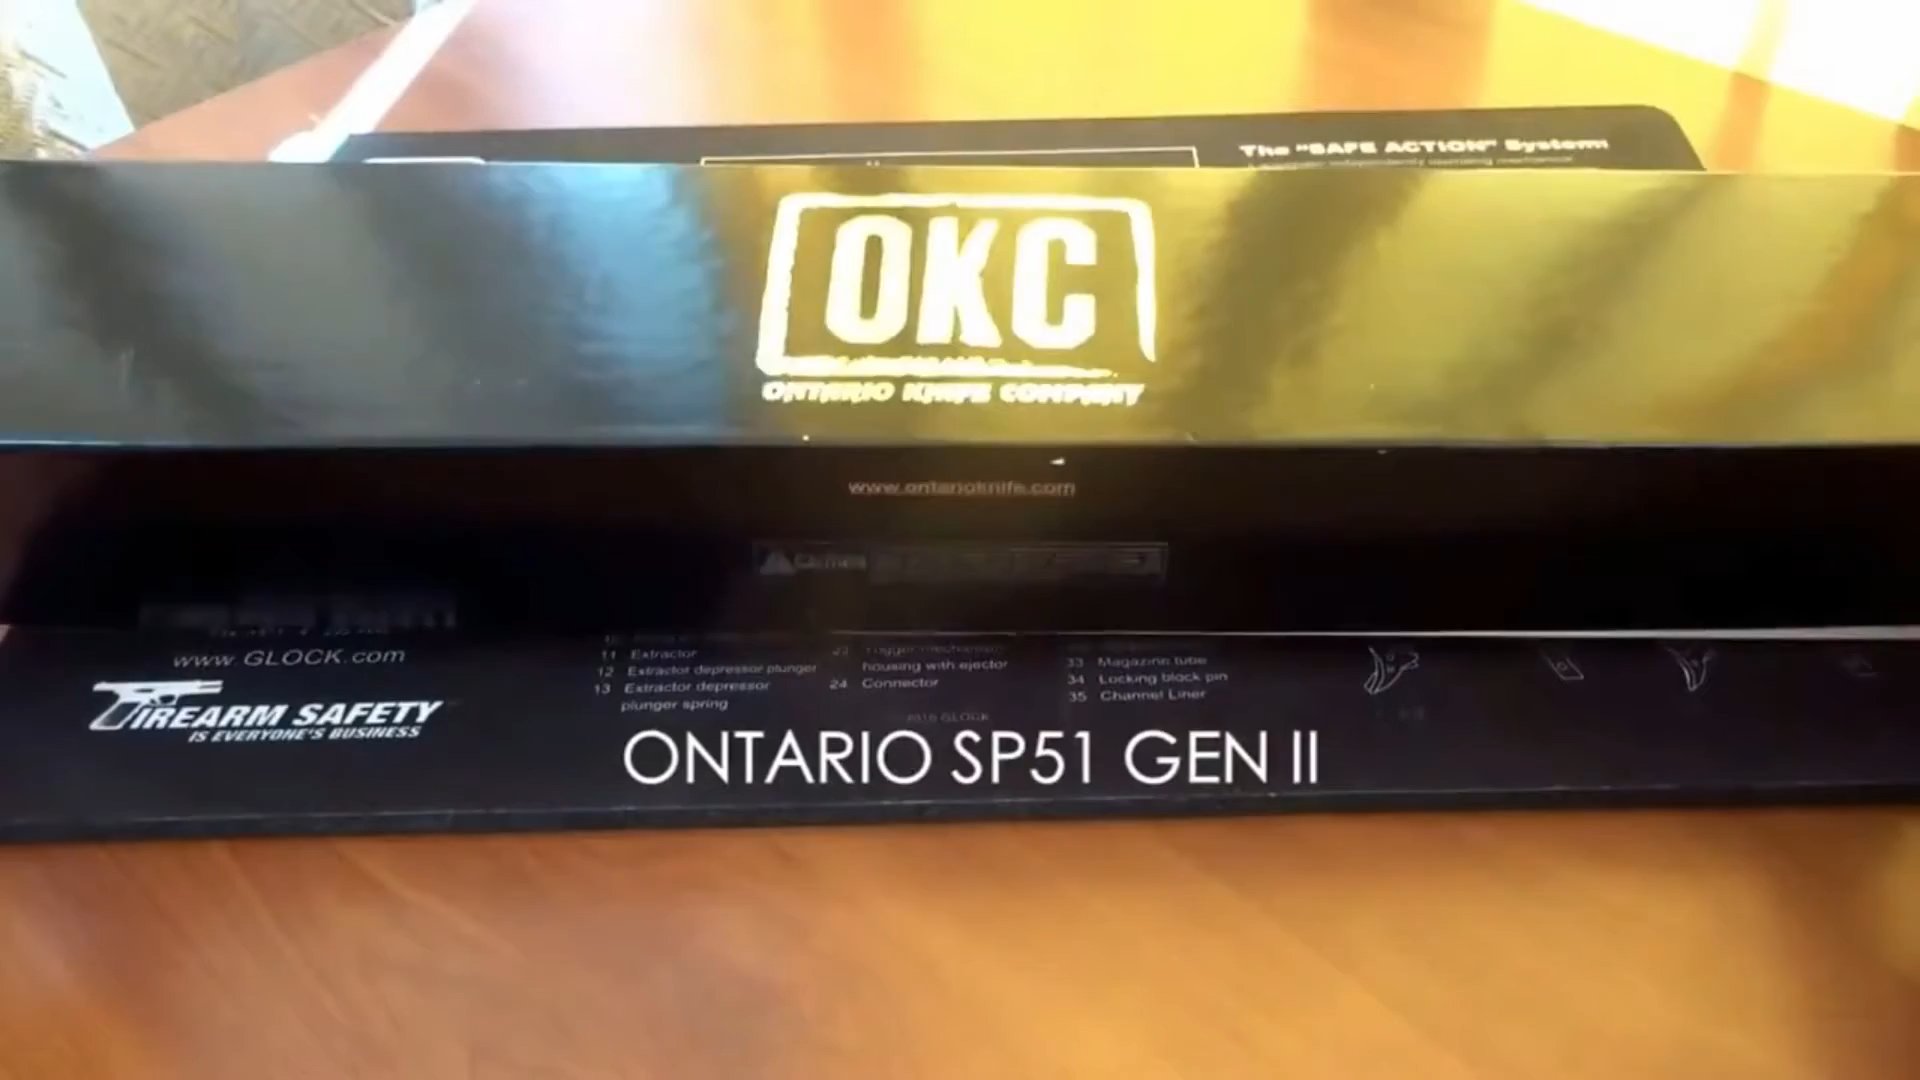 The "SAFE ACTION" System:
OKC
ONTARIO KNIFE COMPANY
www.ontarioknife.com
www.GLOCK.com
FIREARM SAFETY
IS EVERYONE'S BUSINESS
11 Extractor
12 Extractor depressor plunger
13 Extractor depressor
plunger spring
housing with ejector
24 Connector
33 Magazine tube
34 Locking block pin
35 Channel Liner
ONTARIO SP51 GEN II